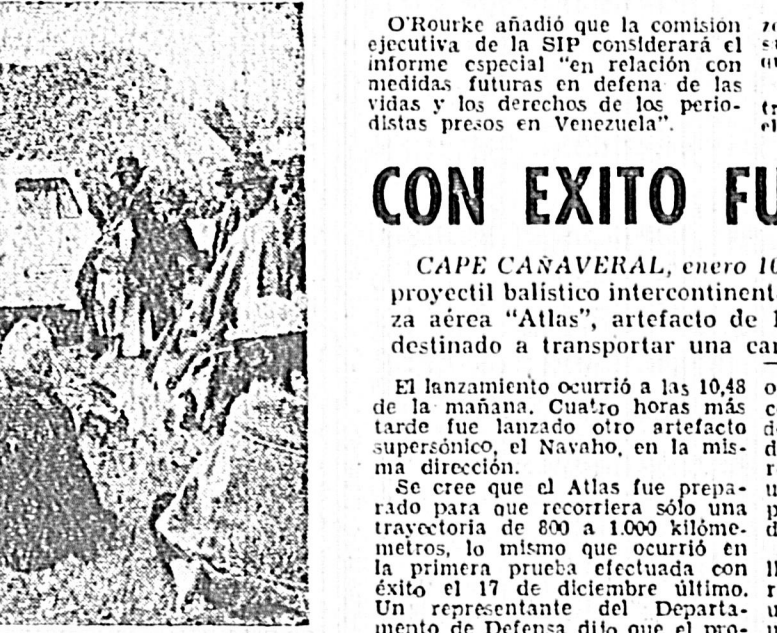 O'Rourke añadió que la comisión
ejecutiva de la SIP considerará el
informe especial "en relación con
medidas futuras en defena de las
vidas y los derechos de los perio-
distas presos en Venezuela".
CON EXITO FU
CAPE CAÑAVERAL, enero 10
proyectil balístico intercontinent
za aérea "Atlas", artefacto de l
destinado a transportar una car
El lanzamiento ocurrió a las 10,48
de la mañana. Cuatro horas más
tarde fue lanzado otro artefacto
supersónico, el Navaho, en la mis-
ma dirección.
Se cree que el Atlas fue prepa-
rado para que recorriera sólo una
trayectoria de 800 a 1.000 kilóme-
metros, lo mismo que ocurrió en
la primera prueba efectuada con
éxito el 17 de diciembre último.
Un representante del Departa-
mento de Defensa dijo que el pro-